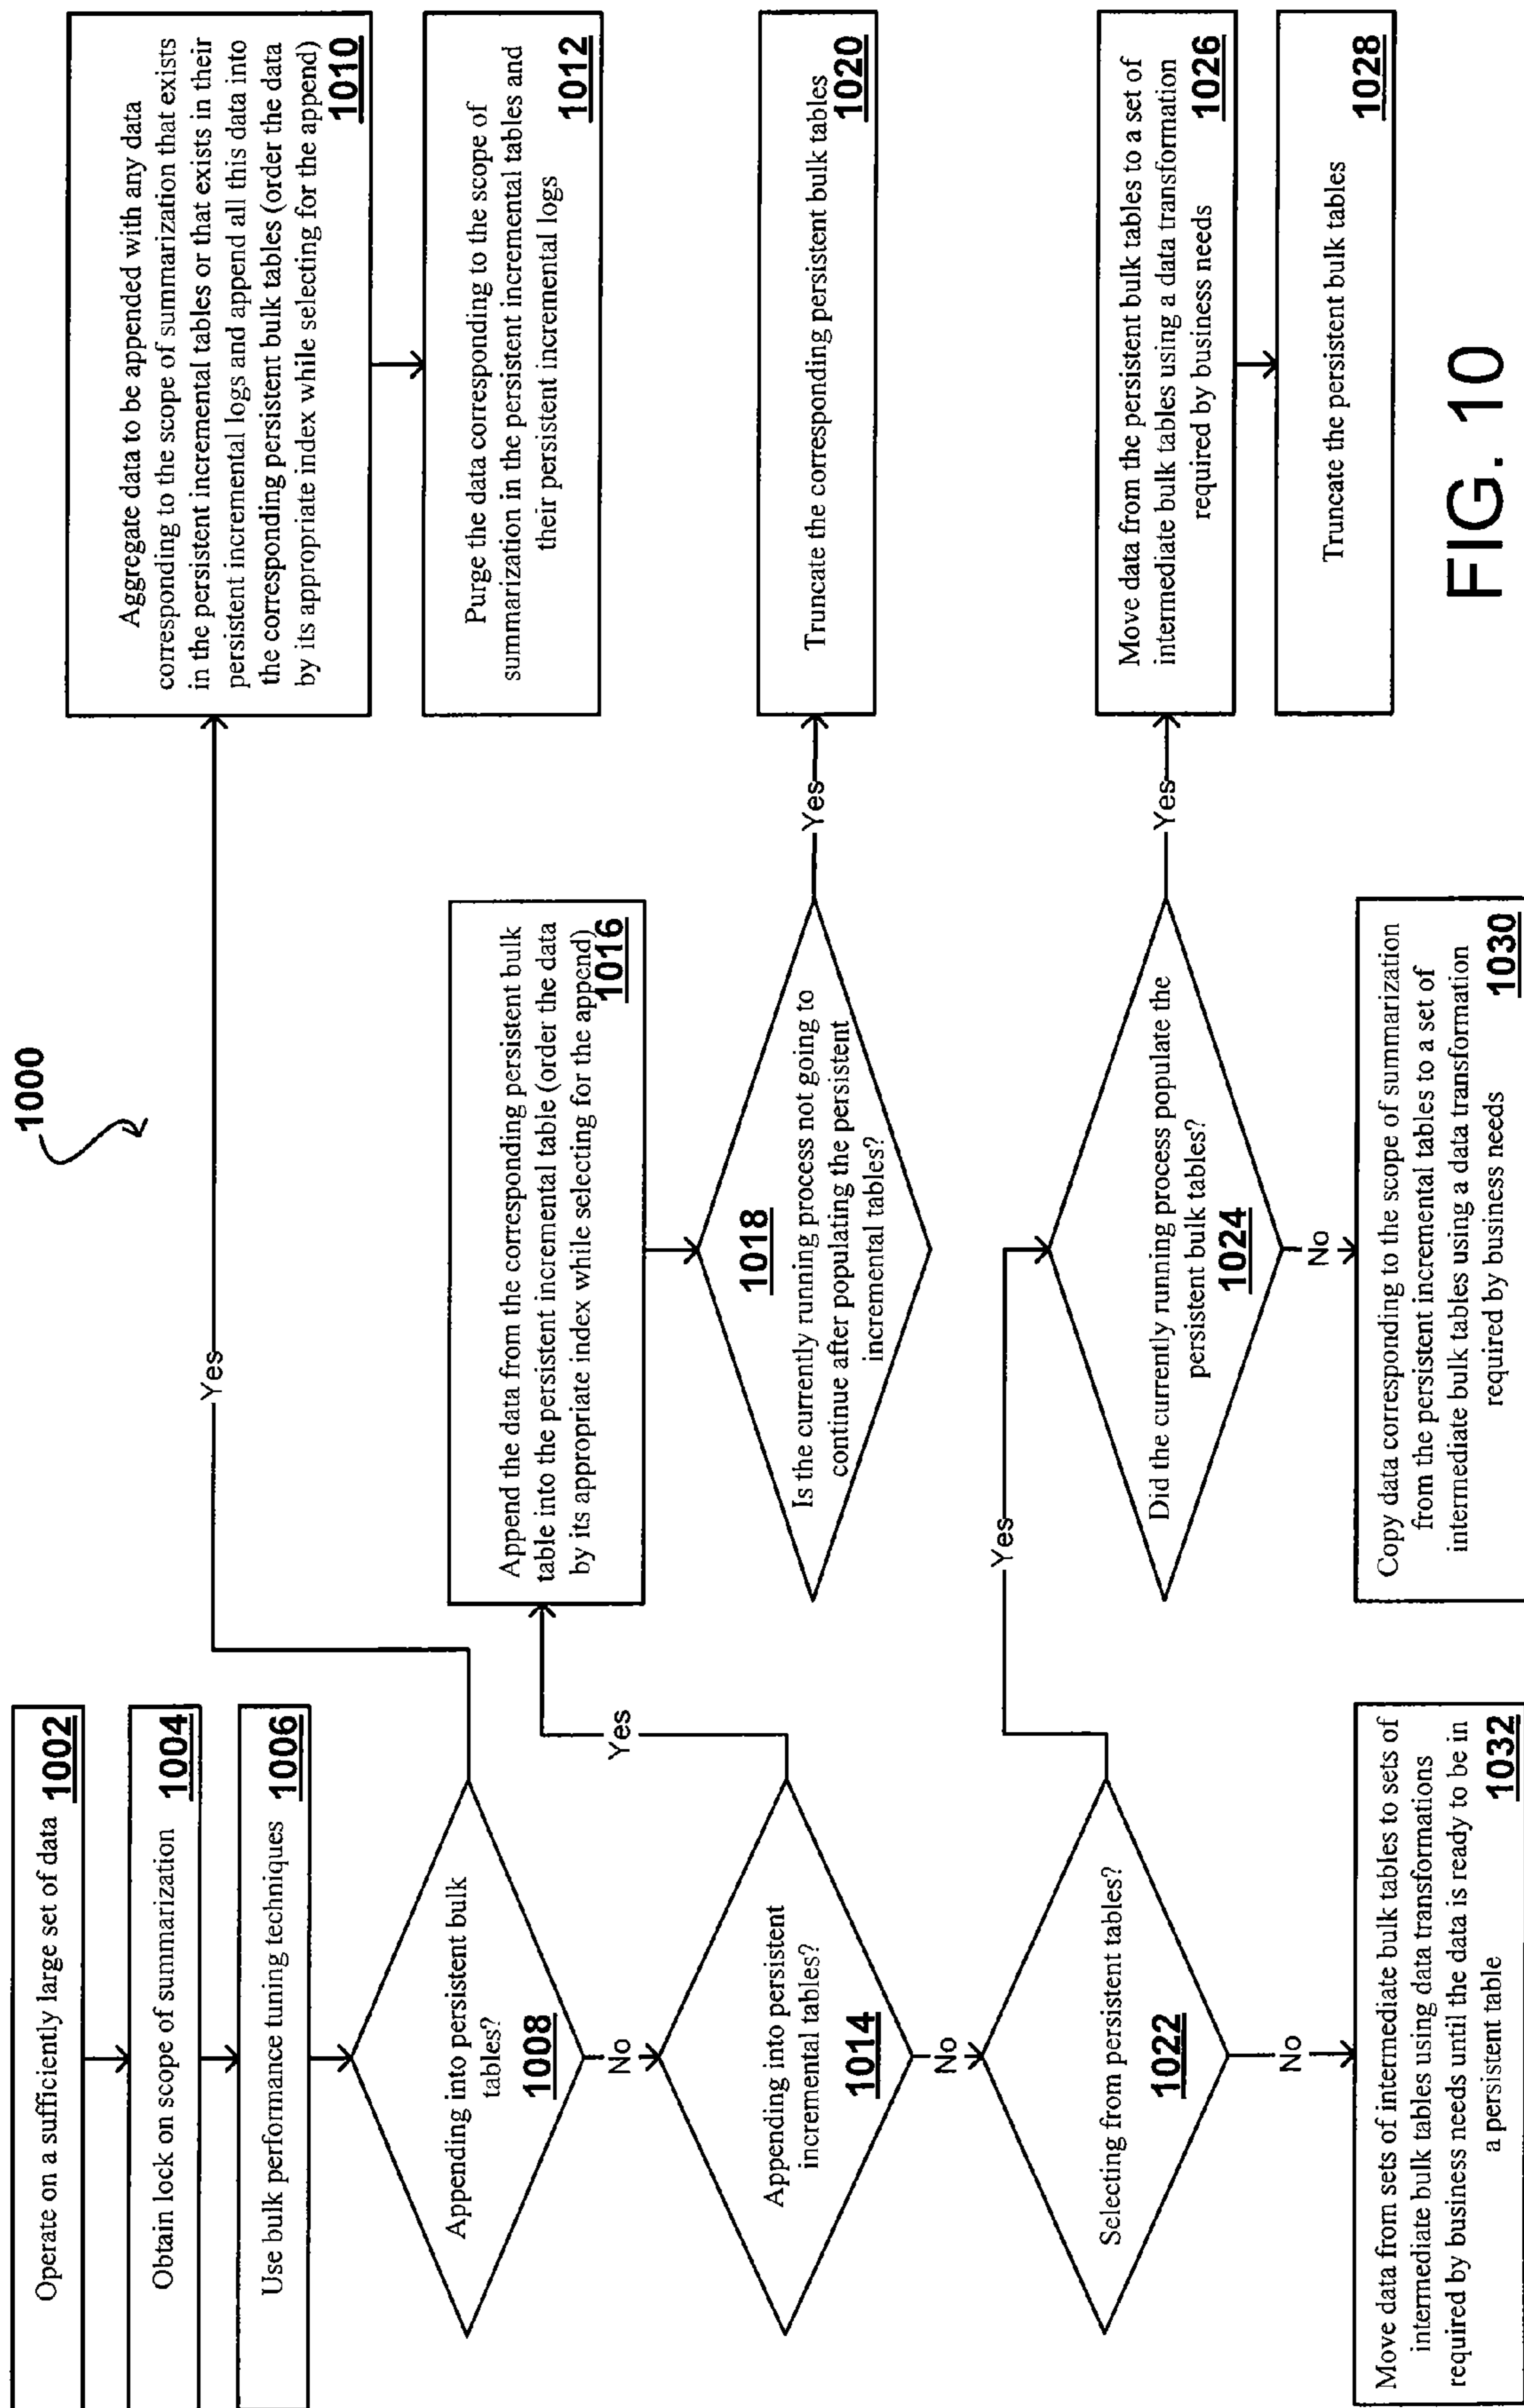 1000
Operate on a sufficiently large set of data
1002
Obtain lock on scope of summarization
1004
Use bulk performance tuning techniques
1006
Appending into persistent bulk
tables?
1008
Yes
No
Aggregate data to be appended with any data
corresponding to the scope of summarization that exists
in the persistent incremental tables or that exists in their
persistent incremental logs and append all this data into
the corresponding persistent bulk tables (order the data
by its appropriate index while selecting for the append)
1010
Purge the data corresponding to the scope of
summarization in the persistent incremental tables and
their persistent incremental logs
1012
Appending into persistent
incremental tables?
1014
Yes
No
Append the data from the corresponding persistent bulk
table into the persistent incremental table (order the data
by its appropriate index while selecting for the append)
1016
1018
Is the currently running process not going to
continue after populating the persistent
incremental tables?
Yes
Truncate the corresponding persistent bulk tables
1020
Selecting from persistent tables?
1022
Yes
No
Did the currently running process populate the
persistent bulk tables?
1024
Yes
No
Move data from the persistent bulk tables to a set of
intermediate bulk tables using a data transformation
required by business needs
1026
Truncate the persistent bulk tables
1028
Copy data corresponding to the scope of summarization
from the persistent incremental tables to a set of
intermediate bulk tables using a data transformation
required by business needs
1030
Move data from sets of intermediate bulk tables to sets of
intermediate bulk tables using data transformations
required by business needs until the data is ready to be in
a persistent table
1032
FIG. 10